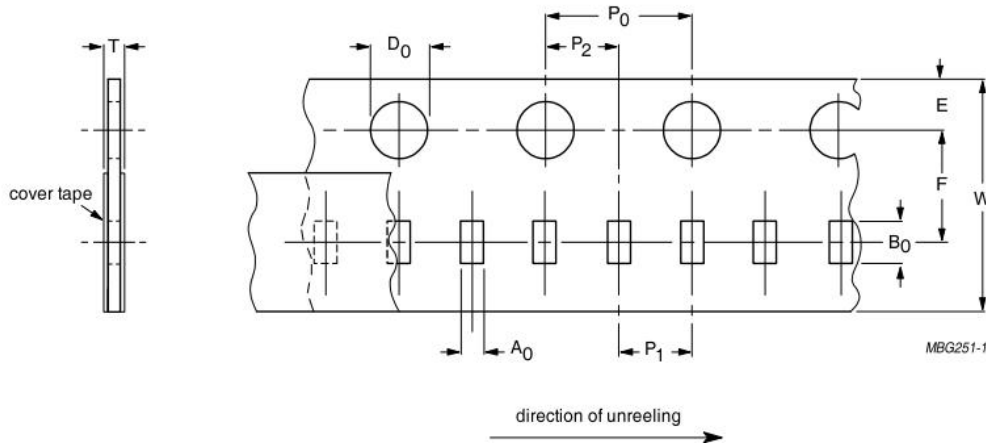 P0
T
D0
P2
E
F
W
cover tape
B0
A0
P1
MBG251-1
direction of unreeling